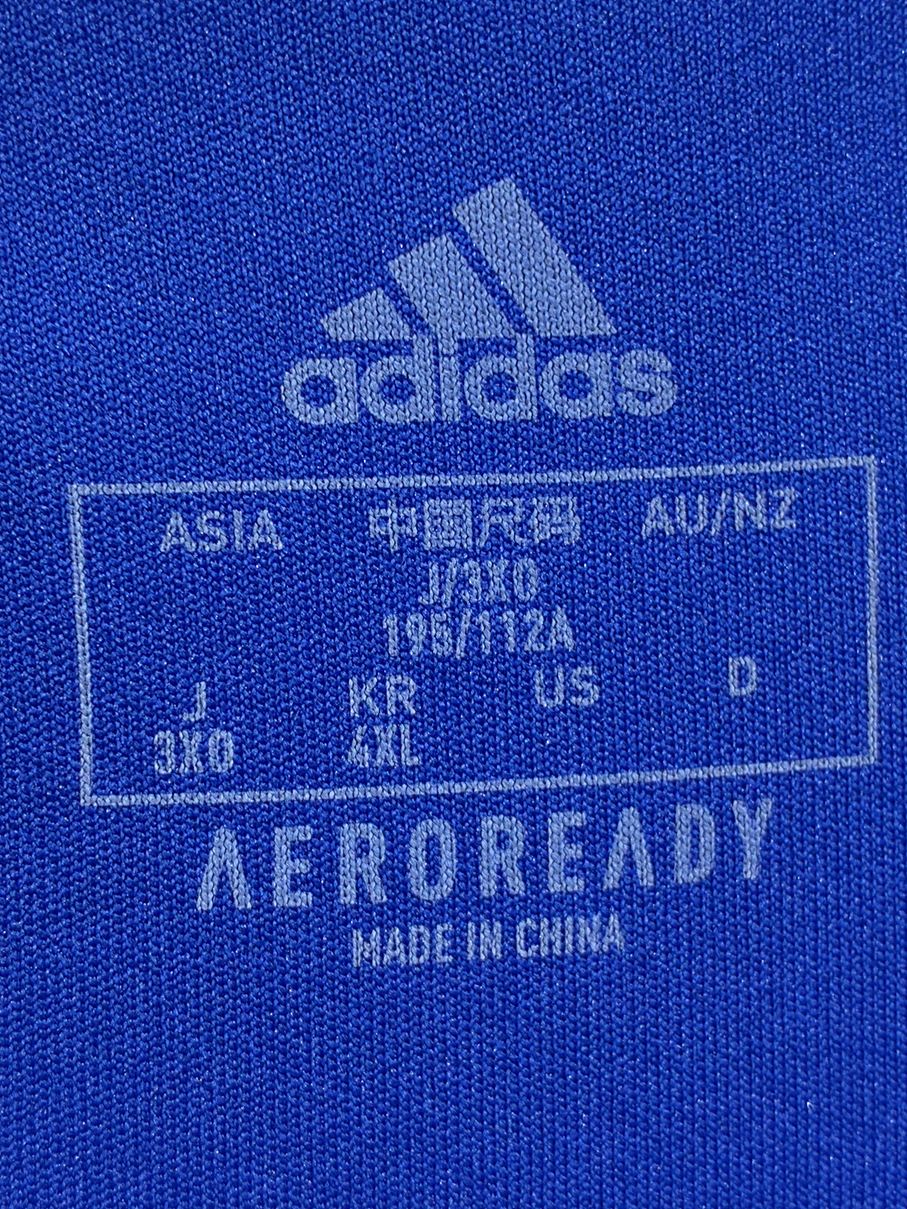 adidas
ASIA 中国尺码 AU/NZ
J/3XO
195/112A
J KR US D
3XO 4XL
AEROREADY
MADE IN CHINA